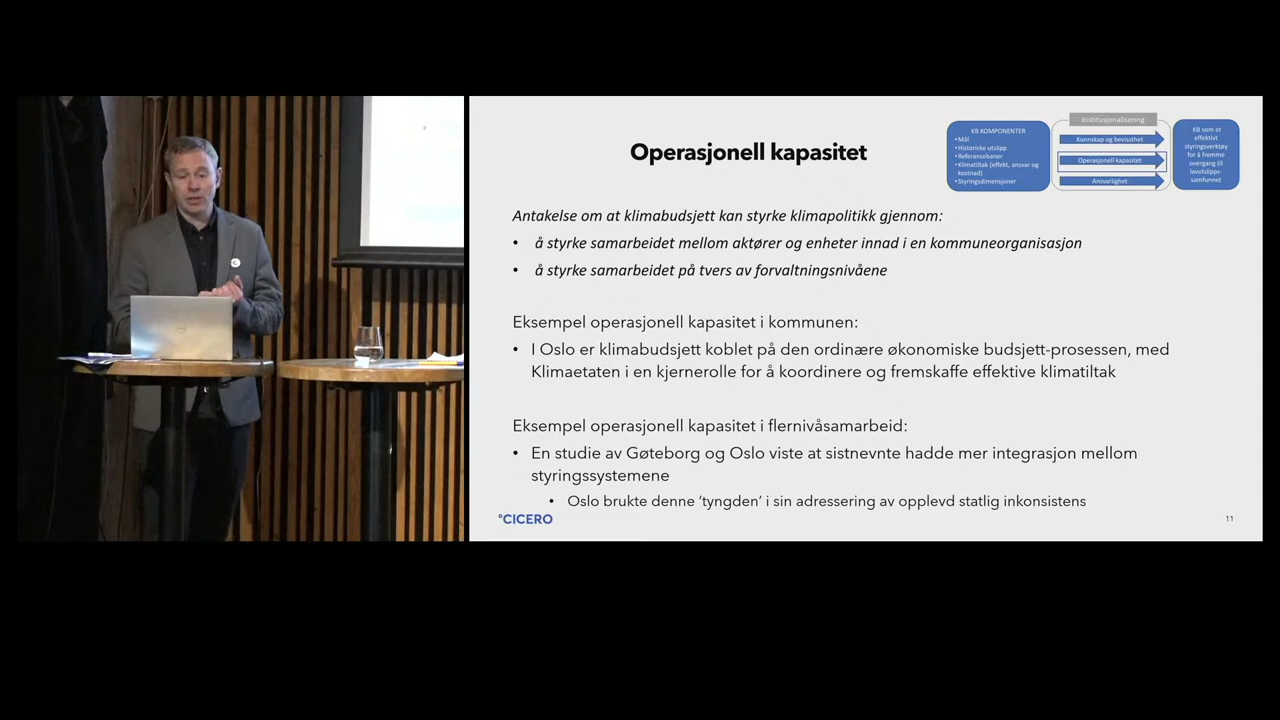 Operasjonell kapasitet
KB KOMPONENTER
• Mål
• Historiske utslipp
• Referansebaner
• Klimatiltak (effekt, ansvar og
kostnad)
• Styringsdimensjoner
Institusjonalisering
Kunnskap og bevissthet
Operasjonell kapasitet
Ansvarlighet
KB som et
effektivt
styringsverktøy
for å fremme
overgang til
lavutslipps-
samfunnet
Antakelse om at klimabudsjett kan styrke klimapolitikk gjennom:
• å styrke samarbeidet mellom aktører og enheter innad i en kommuneorganisasjon
• å styrke samarbeidet på tvers av forvaltningsnivåene
Eksempel operasjonell kapasitet i kommunen:
• I Oslo er klimabudsjett koblet på den ordinære økonomiske budsjett-prosessen, med
Klimaetaten i en kjernerolle for å koordinere og fremskaffe effektive klimatiltak
Eksempel operasjonell kapasitet i flernivåsamarbeid:
• En studie av Gøteborg og Oslo viste at sistnevnte hadde mer integrasjon mellom
styringssystemene
• Oslo brukte denne ‘tyngden’ i sin adressering av opplevd statlig inkonsistens
°CICERO
11